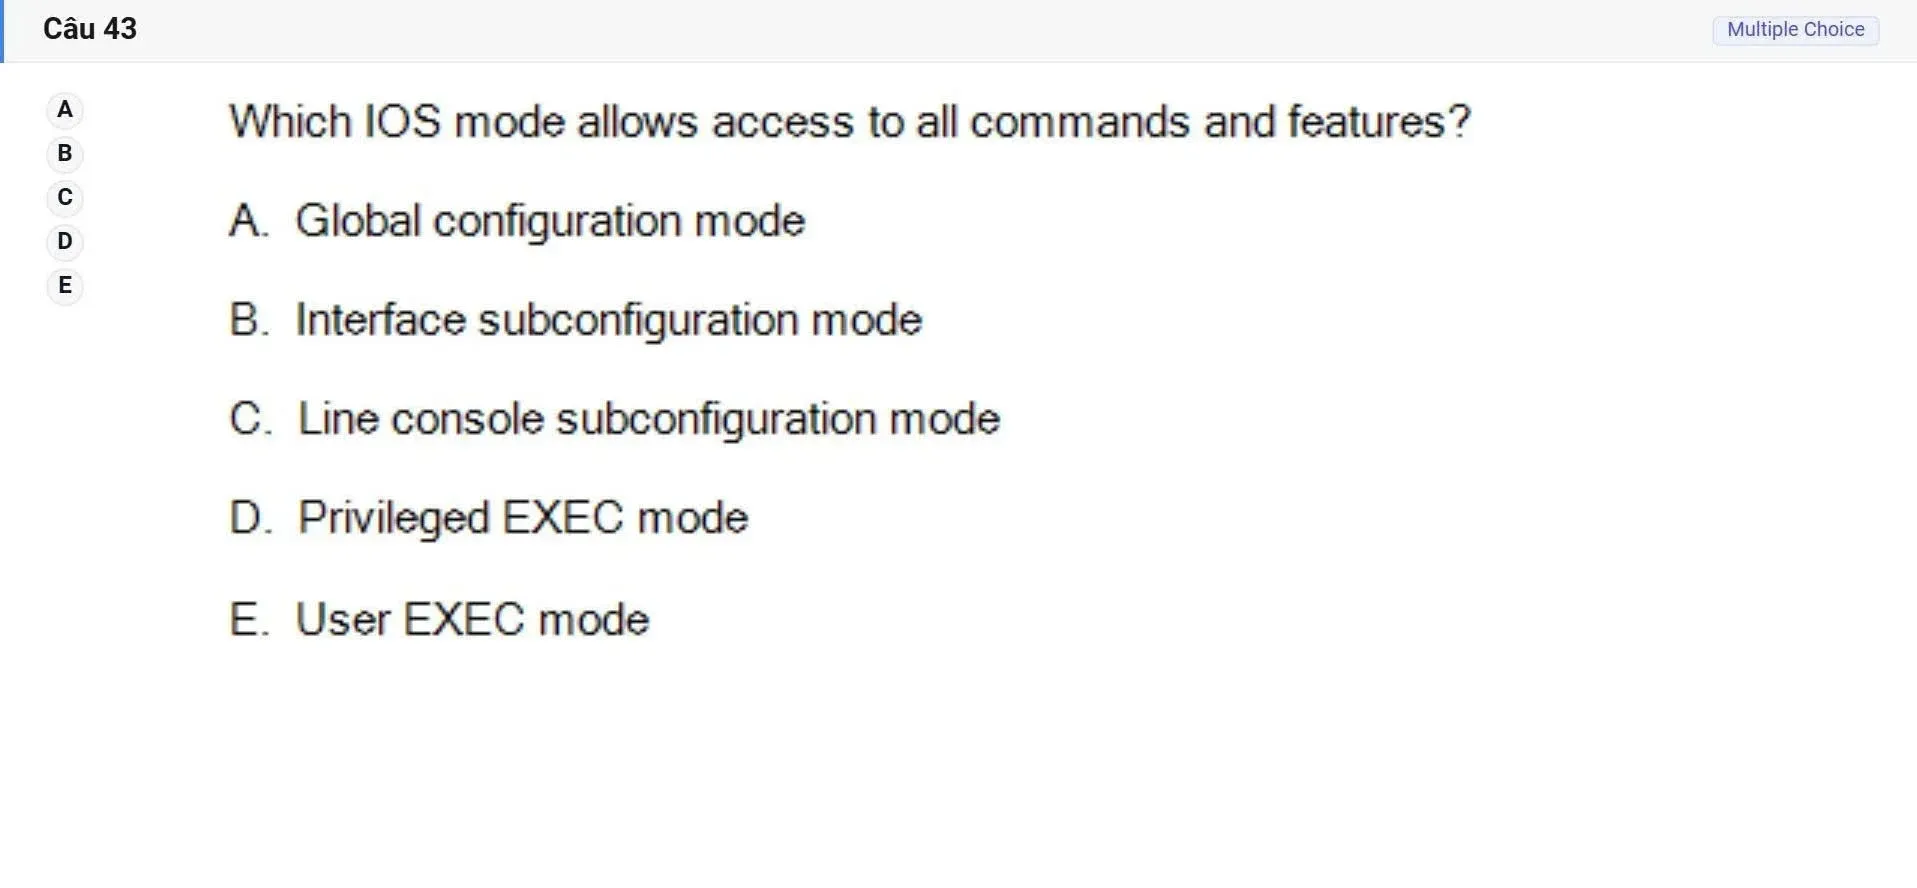 Câu 43
Multiple Choice
A
B
C
D
E
Which IOS mode allows access to all commands and features?
A. Global configuration mode
B. Interface subconfiguration mode
C. Line console subconfiguration mode
D. Privileged EXEC mode
E. User EXEC mode